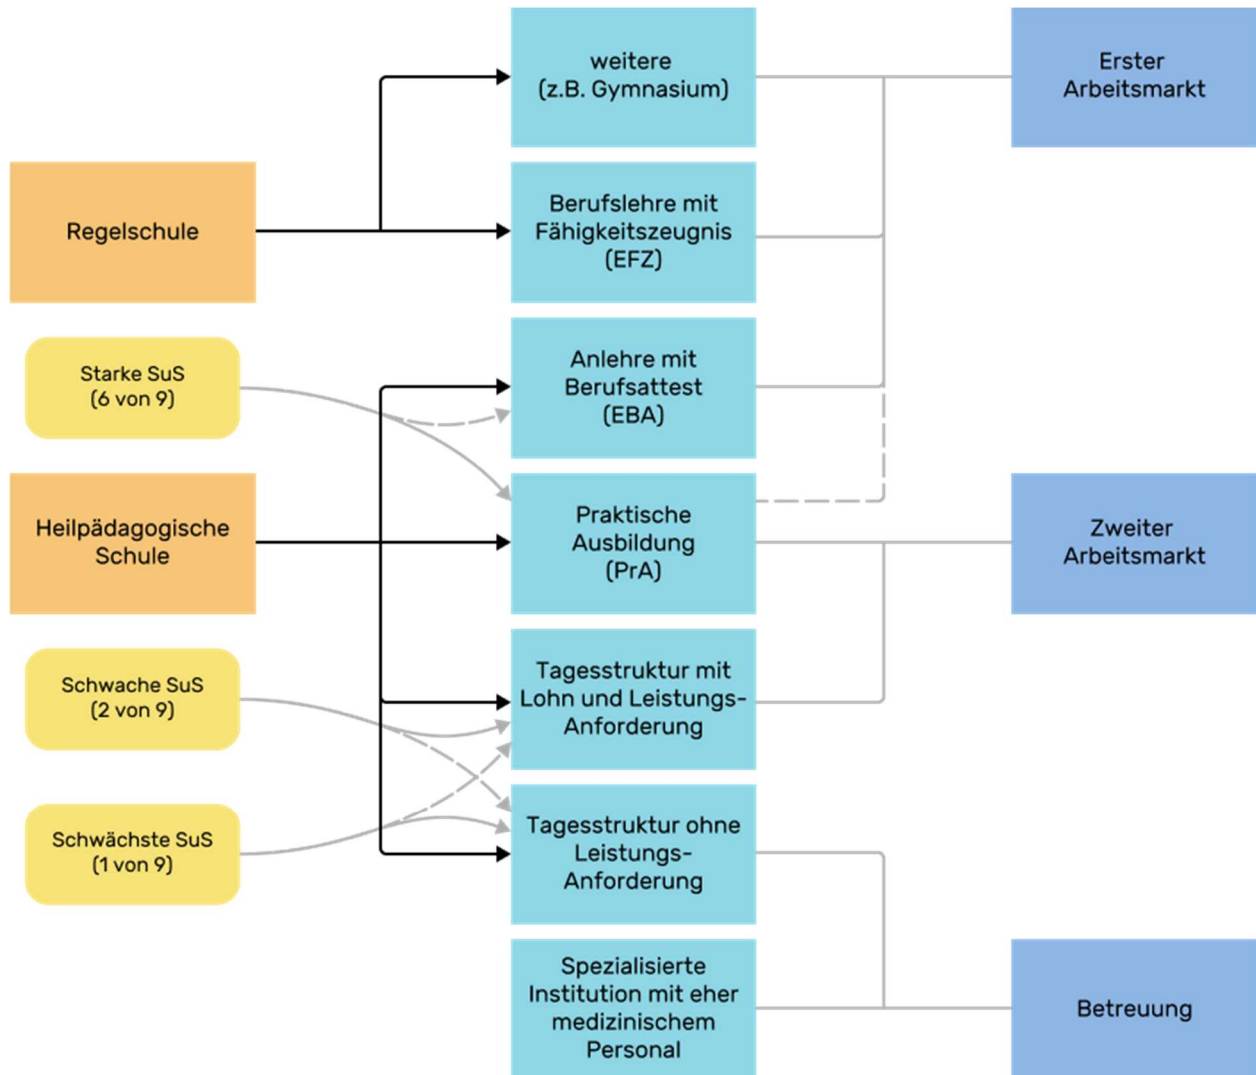 weitere
(z.B. Gymnasium)
Erster
Arbeitsmarkt
Regelschule
Berufslehre mit
Fähigkeitszeugnis
(EFZ)
Starke SuS
(6 von 9)
Anlehre mit
Berufsattest
(EBA)
Heilpädagogische
Schule
Praktische
Ausbildung
(PrA)
Zweiter
Arbeitsmarkt
Schwache SuS
(2 von 9)
Tagesstruktur mit
Lohn und Leistungs-
Anforderung
Schwächste SuS
(1 von 9)
Tagesstruktur ohne
Leistungs-
Anforderung
Spezialisierte
Institution mit eher
medizinischem
Personal
Betreuung